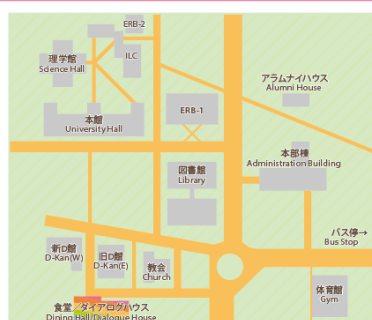 ERB-2
理学館
Science Hall
ILC
アラムナイハウス
Alumni House
ERB-1
本館
University Hall
本部棟
Administration Building
図書館
Library
バス停→
Bus Stop
新D館
D-Kan(W)
旧D館
D-Kan(E)
教会
Church
体育館
Gym
食堂／ダイアログハウス
Dining Hall/Dialogue House